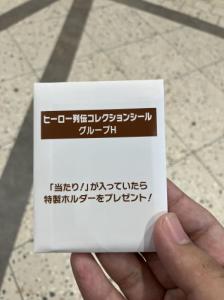 ヒーロー列伝コレクションシール
グループH
「当たり!」が入っていたら
特製ホルダーをプレゼント!